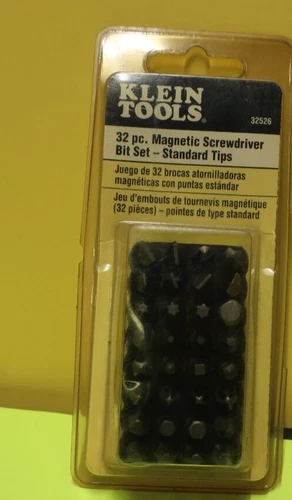 KLEIN
TOOLS®
32526
32 pc. Magnetic Screwdriver
Bit Set – Standard Tips
Juego de 32 brocas atornilladoras
magnéticas con puntas estándar
Jeu d'embouts de tournevis magnétique
(32 pièces) – pointes de type standard